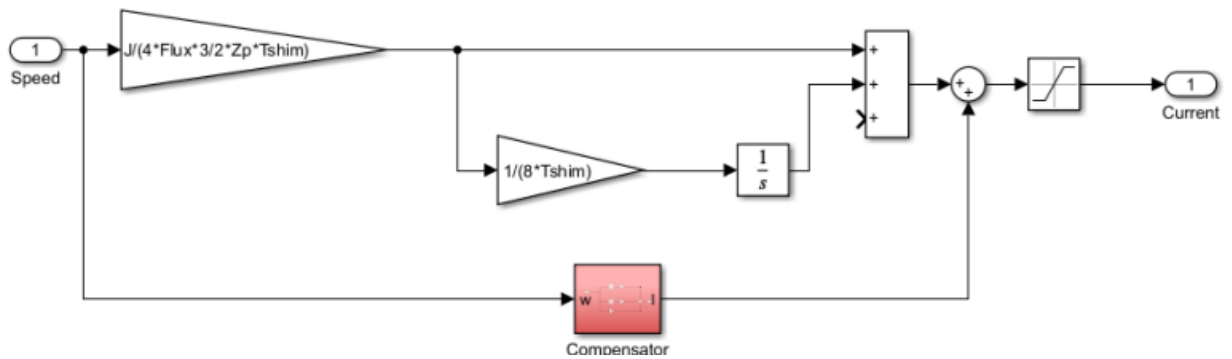 1
Speed
J/(4*Flux*3/2*Zp*Tshim)
+
+
+
+
+
1
Current
1/(8*Tshim)
1
s
w
I
Compensator